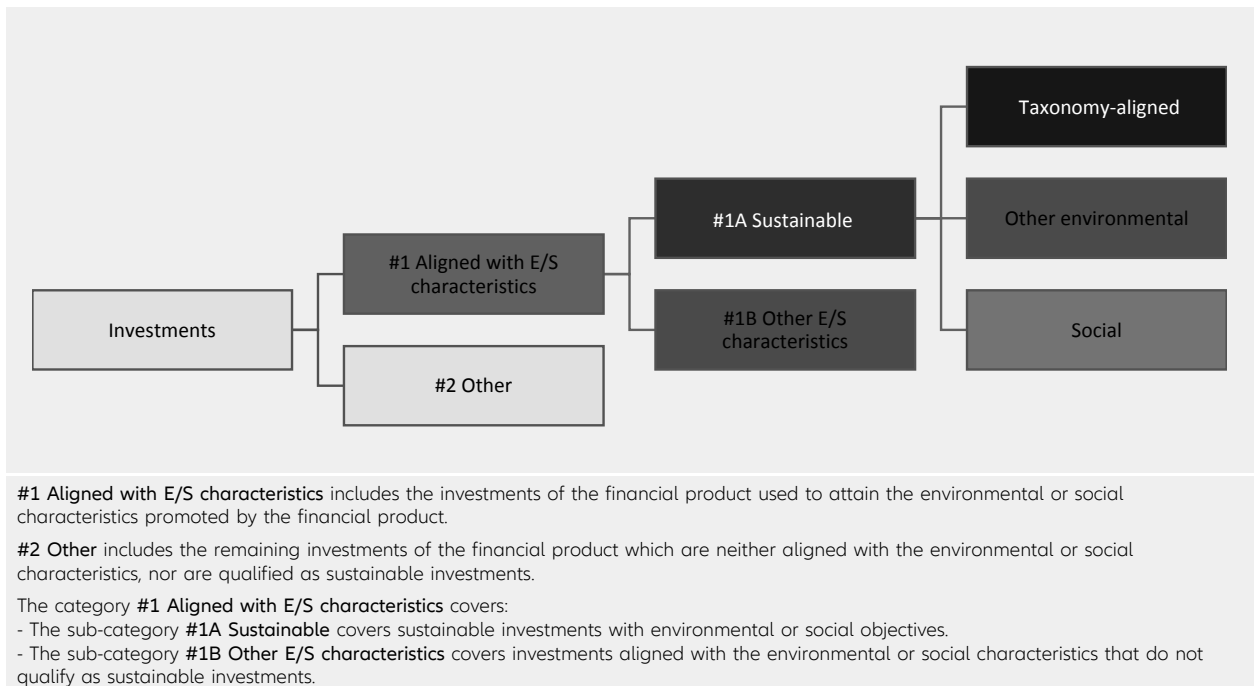 Taxonomy-aligned
#1A Sustainable
Other environmental
#1 Aligned with E/S
characteristics
Investments
#1B Other E/S
characteristics
Social
#2 Other
#1 Aligned with E/S characteristics includes the investments of the financial product used to attain the environmental or social
characteristics promoted by the financial product.
#2 Other includes the remaining investments of the financial product which are neither aligned with the environmental or social
characteristics, nor are qualified as sustainable investments.
The category #1 Aligned with E/S characteristics covers:
- The sub-category #1A Sustainable covers sustainable investments with environmental or social objectives.
- The sub-category #1B Other E/S characteristics covers investments aligned with the environmental or social characteristics that do not
qualify as sustainable investments.